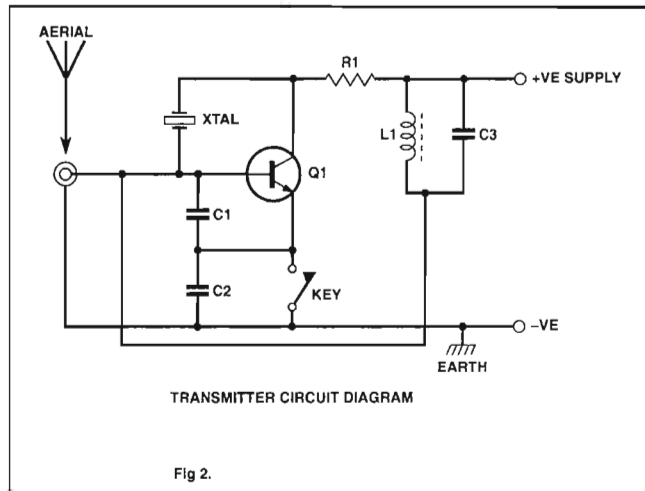 AERIAL
R1
+VE SUPPLY
XTAL
L1
C3
Q1
C1
C2
KEY
–VE
EARTH
TRANSMITTER CIRCUIT DIAGRAM
Fig 2.